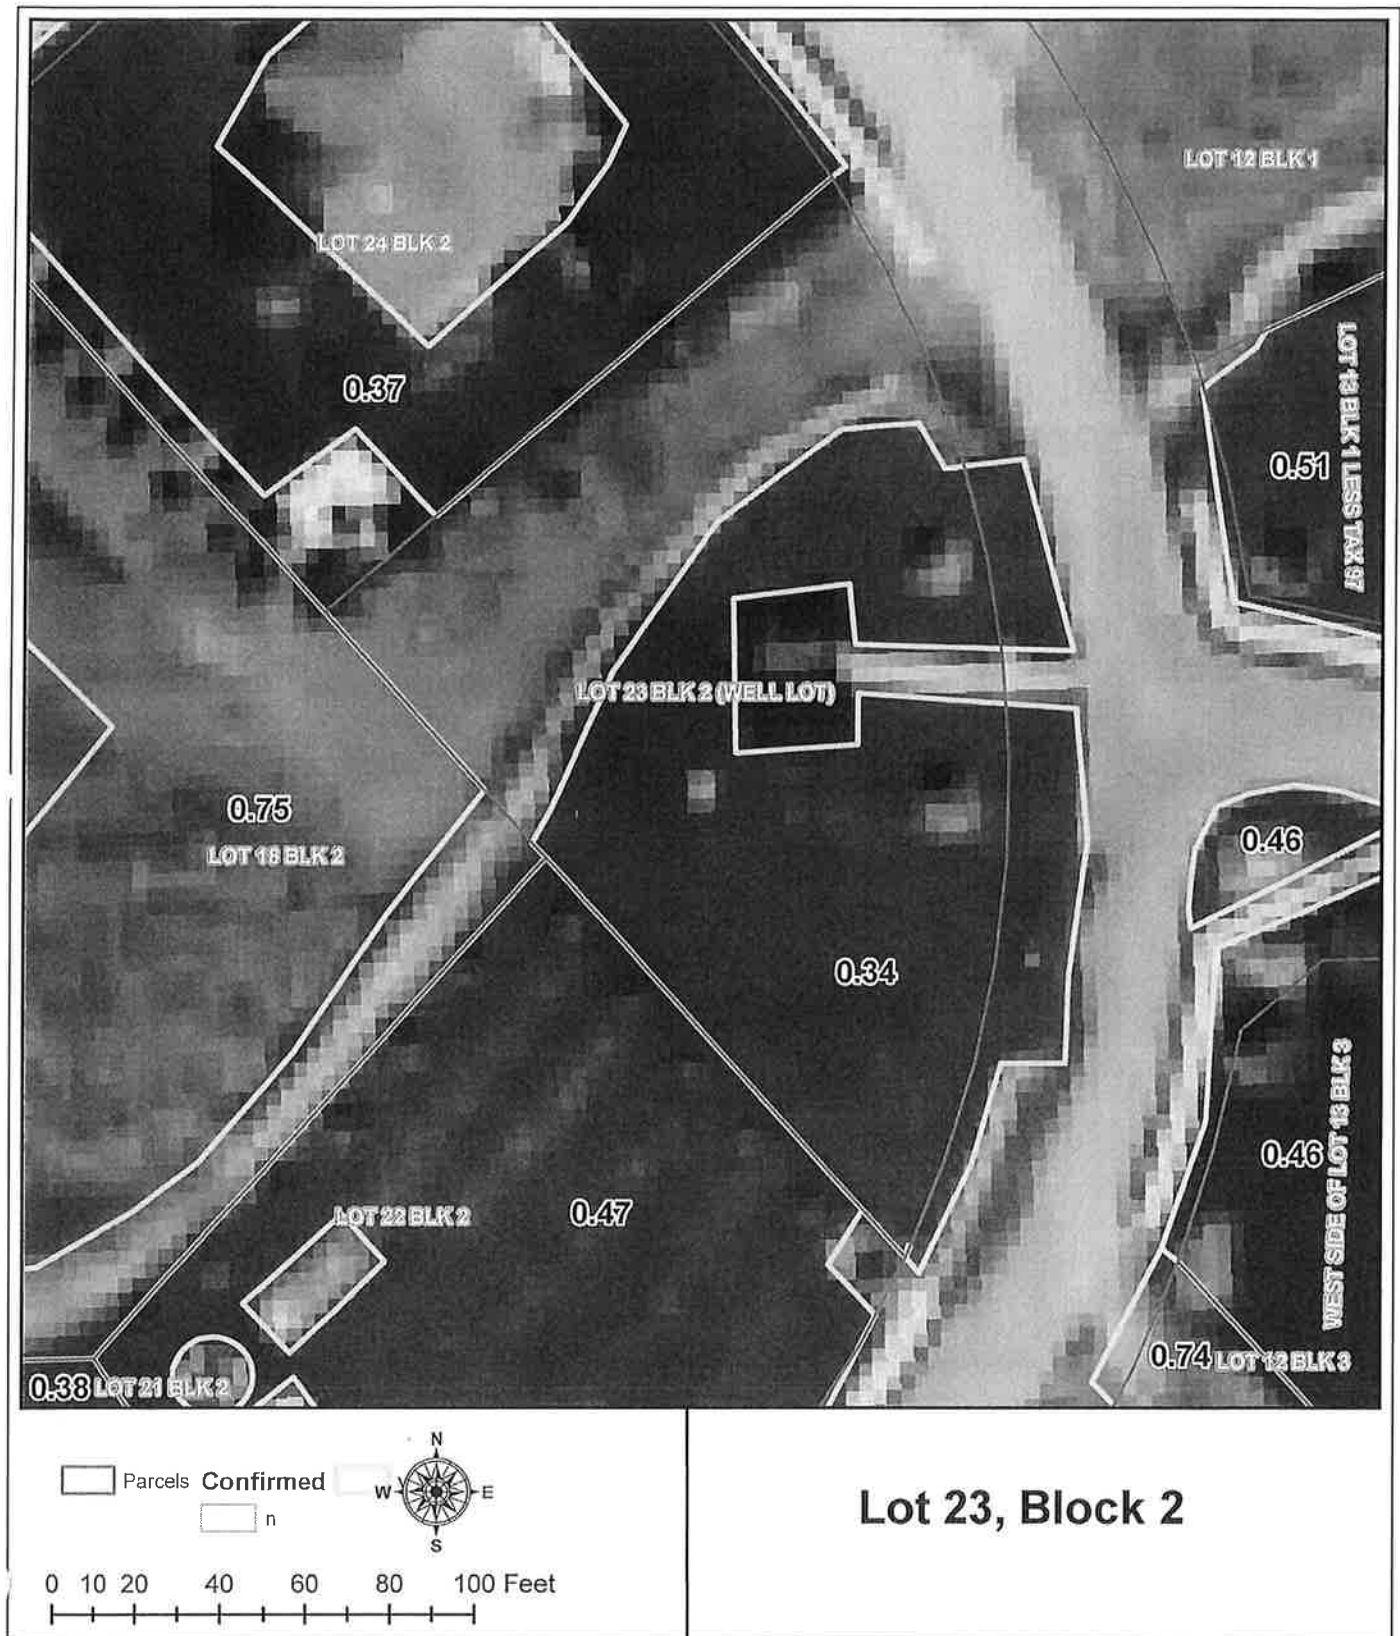 LOT 12 BLK 1
LOT 24 BLK 2
0.37
LOT 13 BLK 1 LESS TAX 97
0.51
LOT 23 BLK 2 (WELL LOT)
0.75
LOT 18 BLK 2
0.46
0.34
WEST SIDE OF LOT 13 BLK 3
0.46
LOT 22 BLK 2
0.47
0.74 LOT 12 BLK 3
0.38 LOT 21 BLK 2
Parcels Confirmed
n
N
W E
S
0 10 20 40 60 80 100 Feet
Lot 23, Block 2